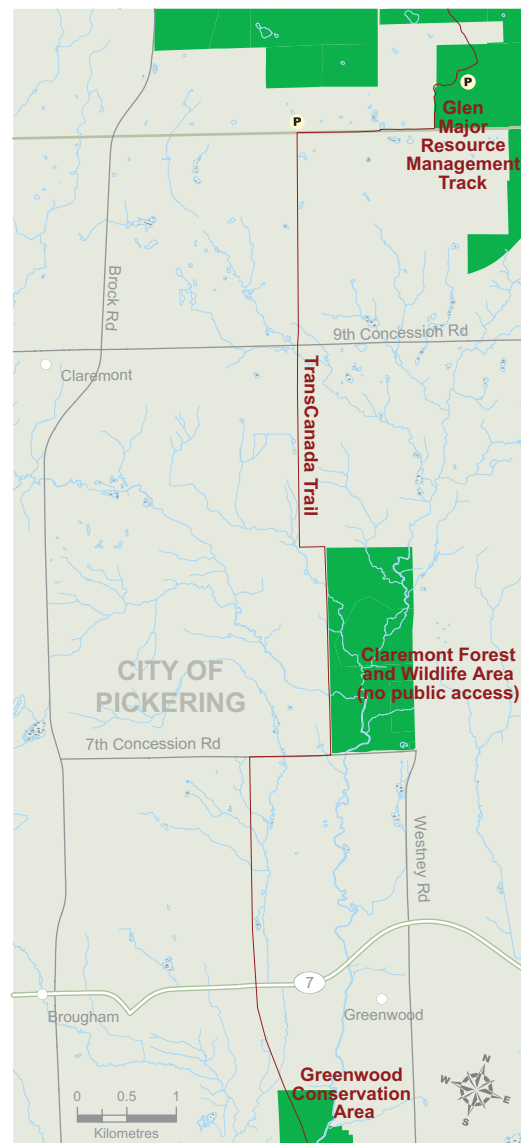 P
P
Glen
Major
Resource
Management
Track
Brock Rd
9th Concession Rd
Claremont
TransCanada Trail
Claremont Forest
and Wildlife Area
(no public access)
CITY OF
PICKERING
7th Concession Rd
Westney Rd
7
Brougham
Greenwood
Greenwood
Conservation
Area
0 0.5 1
Kilometres
N
W
E
S